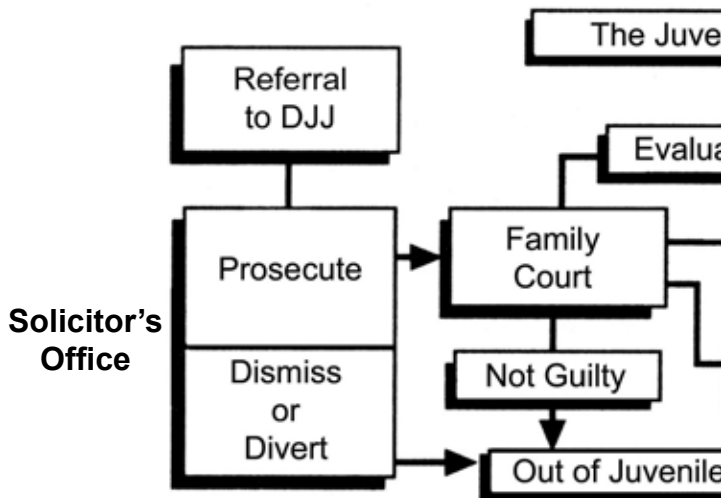 The Juve
Referral
to DJJ
Evalua
Prosecute
Family
Court
Solicitor's
Office
Dismiss
or
Divert
Not Guilty
Out of Juvenile